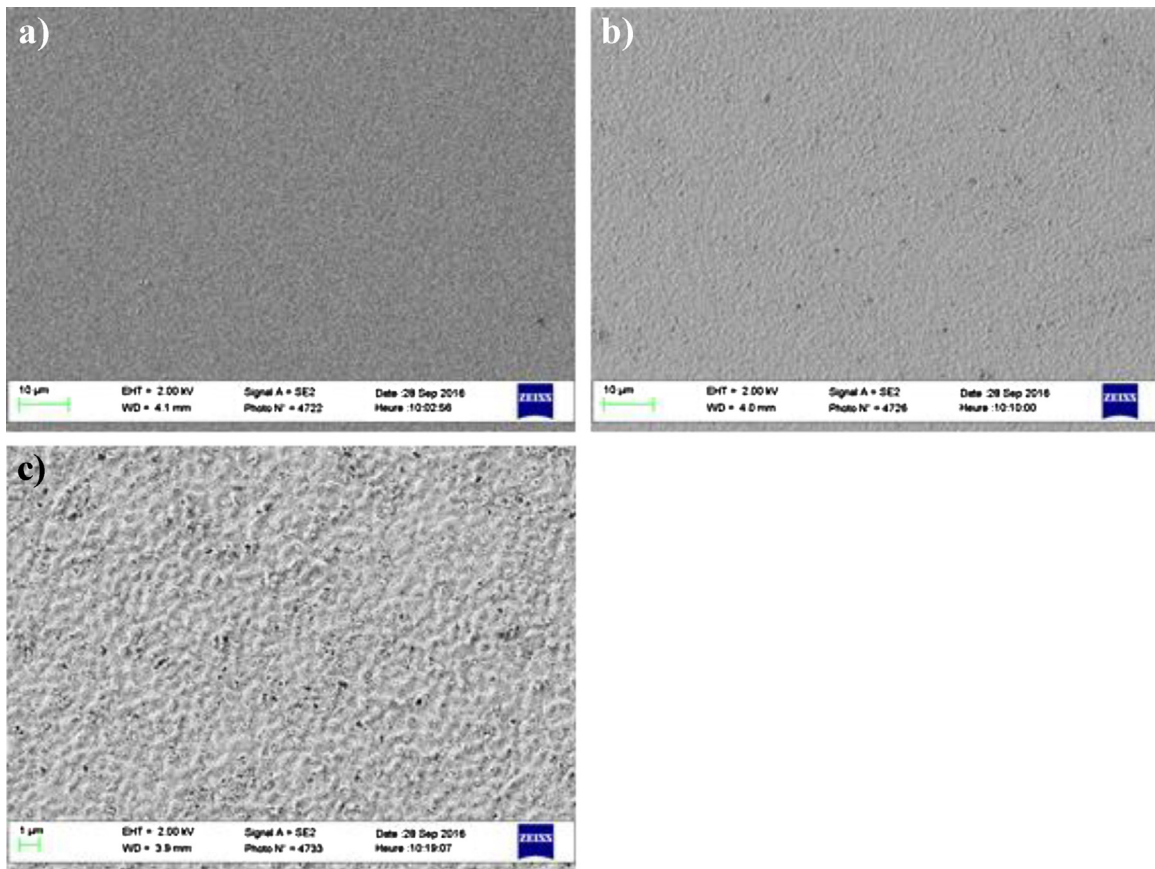 a)
10 µm
EHT = 2.00 kV
WD = 4.1 mm
Signal A = SE2
Photo N° = 4722
Date :28 Sep 2016
Heure :10:02:56
ZEISS
b)
10 µm
EHT = 2.00 kV
WD = 4.0 mm
Signal A = SE2
Photo N° = 4726
Date :28 Sep 2016
Heure :10:10:00
ZEISS
c)
1 µm
EHT = 2.00 kV
WD = 3.9 mm
Signal A = SE2
Photo N° = 4733
Date :28 Sep 2016
Heure :10:19:07
ZEISS